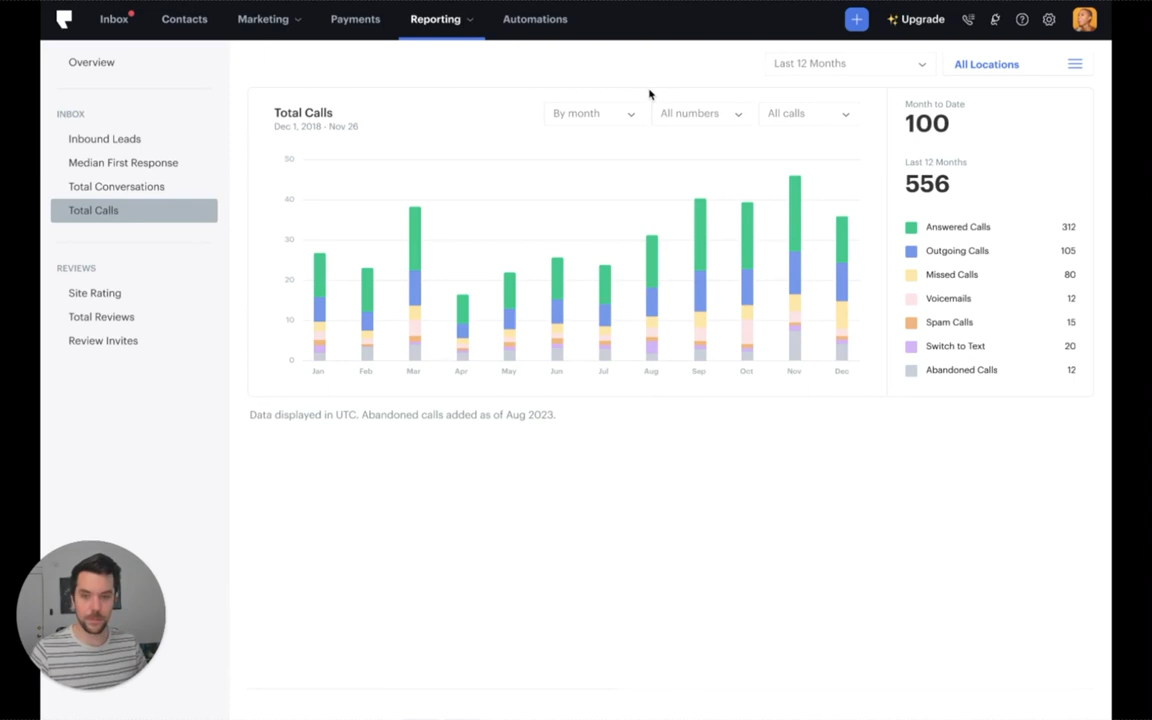 Inbox Contacts Marketing Payments Reporting Automations Upgrade
Overview
Last 12 Months
All Locations
INBOX
Inbound Leads
Median First Response
Total Conversations
Total Calls
REVIEWS
Site Rating
Total Reviews
Review Invites
Total Calls
Dec 1, 2018 - Nov 26
By month
All numbers
All calls
50
40
30
20
10
0
Jan Feb Mar Apr May Jun Jul Aug Sep Oct Nov Dec
Month to Date
100
Last 12 Months
556
Answered Calls 312
Outgoing Calls 105
Missed Calls 80
Voicemails 12
Spam Calls 15
Switch to Text 20
Abandoned Calls 12
Data displayed in UTC. Abandoned calls added as of Aug 2023.